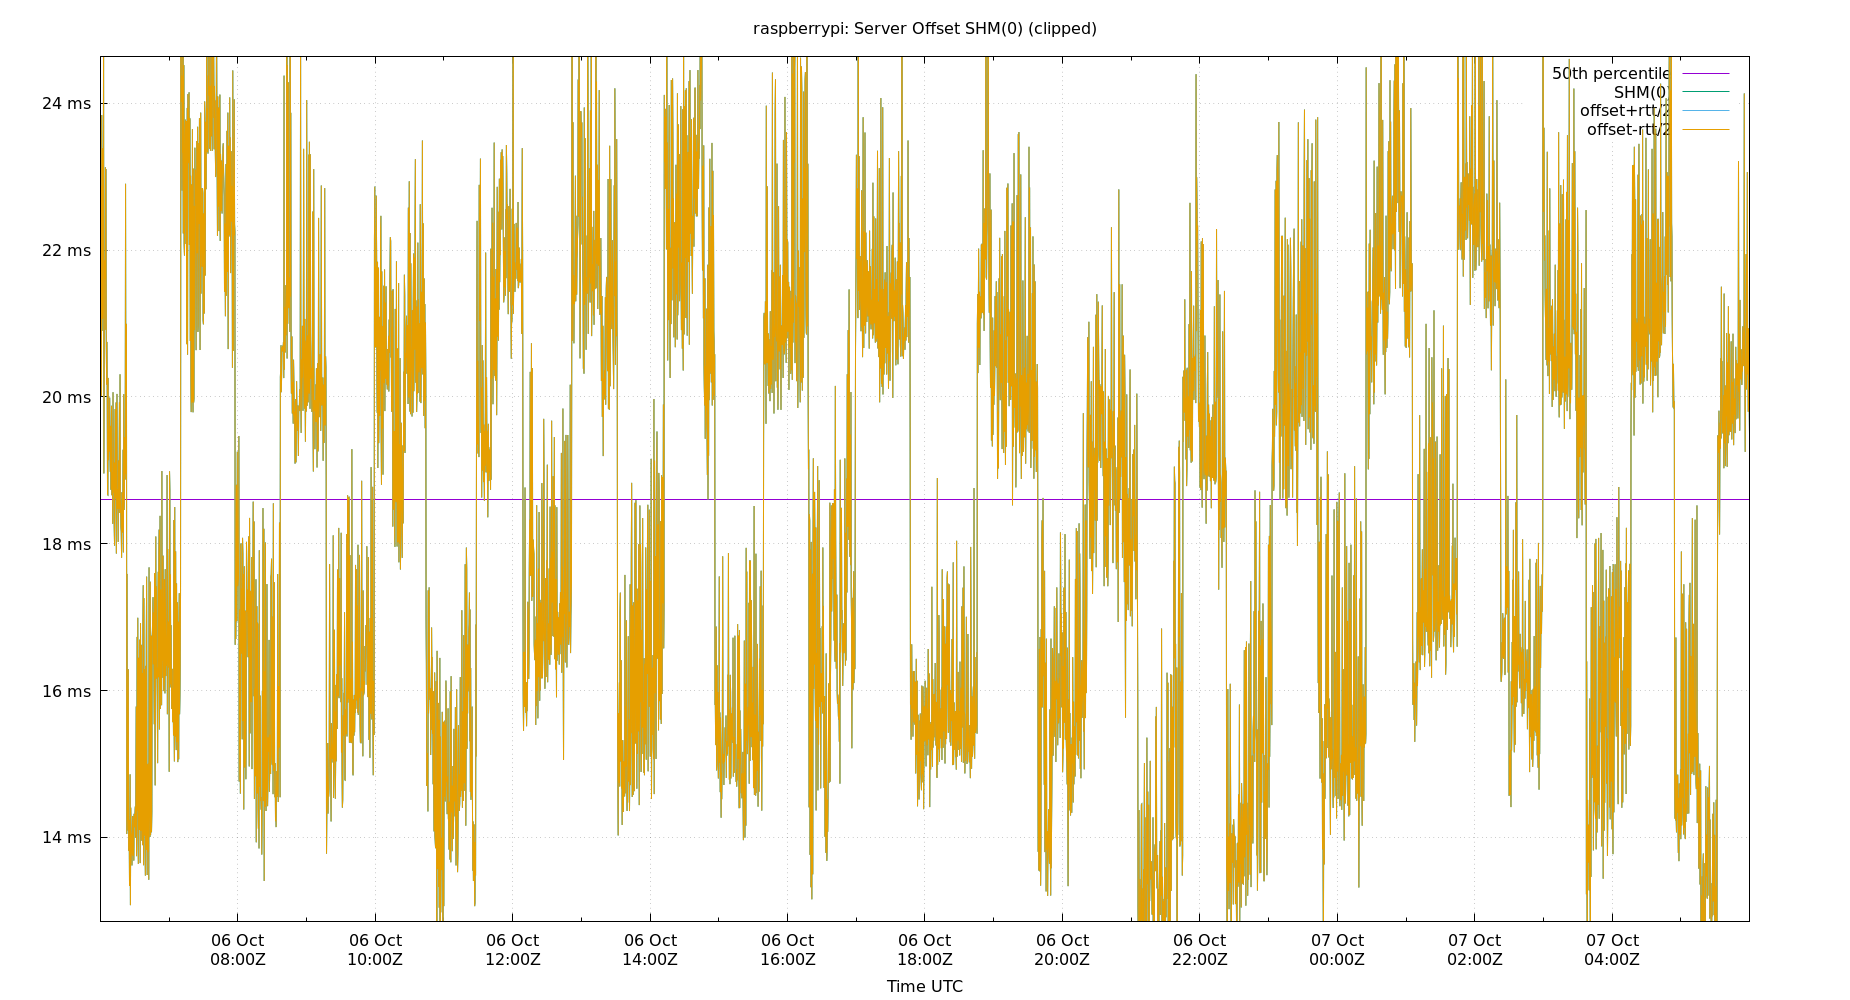 raspberrypi: Server Offset SHM(0) (clipped)
50th percentile
SHM(0)
offset+rtt/2
offset-rtt/2
24 ms
22 ms
20 ms
18 ms
16 ms
14 ms
06 Oct 06 Oct 06 Oct 06 Oct 06 Oct 06 Oct 06 Oct 06 Oct 07 Oct 07 Oct 07 Oct
08:00Z 10:00Z 12:00Z 14:00Z 16:00Z 18:00Z 20:00Z 22:00Z 00:00Z 02:00Z 04:00Z
Time UTC